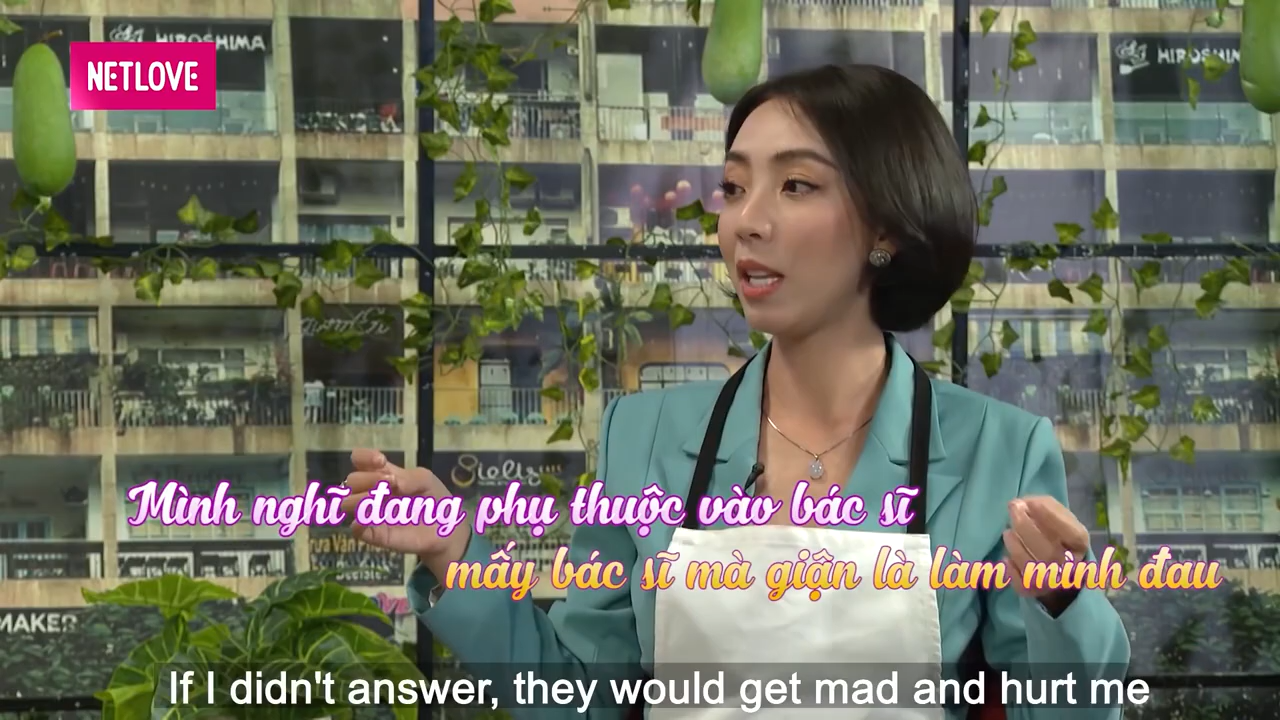 HIROSHIMA
NETLOVE
HIROSHIM
Mình nghĩ đang phụ thuộc vào bác sĩ
mấy bác sĩ mà giận là làm mình đau
MAKER
If I didn't answer, they would get mad and hurt me